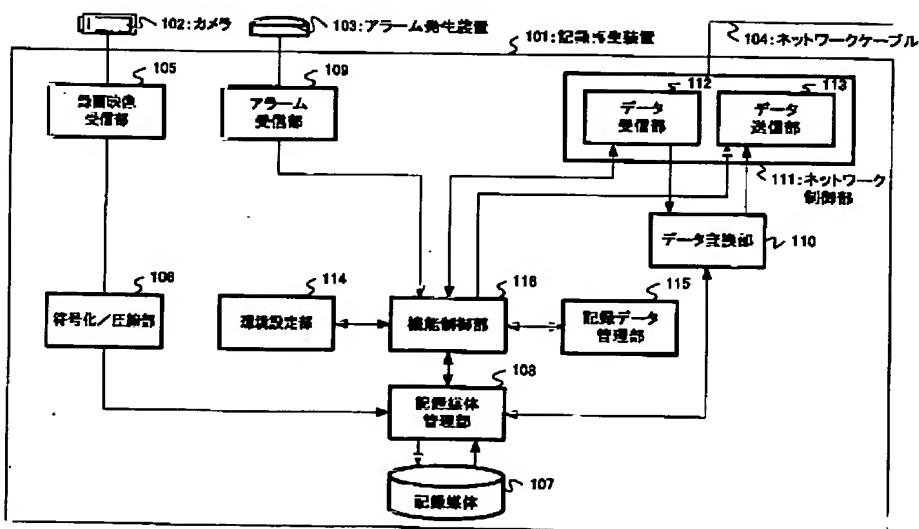 102:カメラ
103:アラーム発生装置
101:記録再生装置
104:ネットワークケーブル
105
録画映像
受信部
109
アラーム
受信部
112
データ
受信部
113
データ
送信部
111:ネットワーク
制御部
データ変換部
110
106
符号化/圧縮部
114
環境設定部
116
機能制御部
115
記録データ
管理部
108
記録媒体
管理部
107
記録媒体